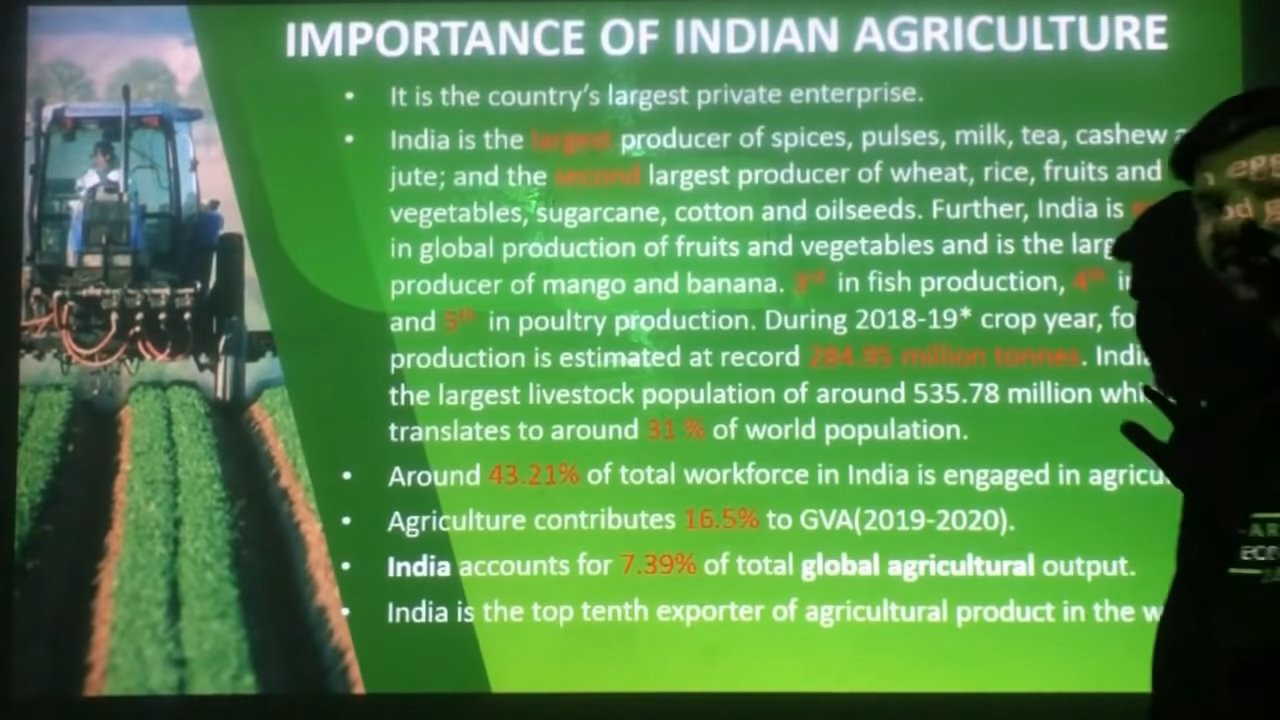 IMPORTANCE OF INDIAN AGRICULTURE
• It is the country's largest private enterprise.
• India is the largest producer of spices, pulses, milk, tea, cashew
jute; and the second largest producer of wheat, rice, fruits and
vegetables, sugarcane, cotton and oilseeds. Further, India is
in global production of fruits and vegetables and is the
producer of mango and banana. 3rd in fish production, 4th
and 5th in poultry production. During 2018-19* crop year,
production is estimated at record 284.95 million tonnes.
the largest livestock population of around 535.78 million
translates to around 31 % of world population.
• Around 43.21% of total workforce in India is engaged in
• Agriculture contributes 16.5% to GVA(2019-2020).
• India accounts for 7.39% of total global agricultural output.
• India is the top tenth exporter of agricultural product in the